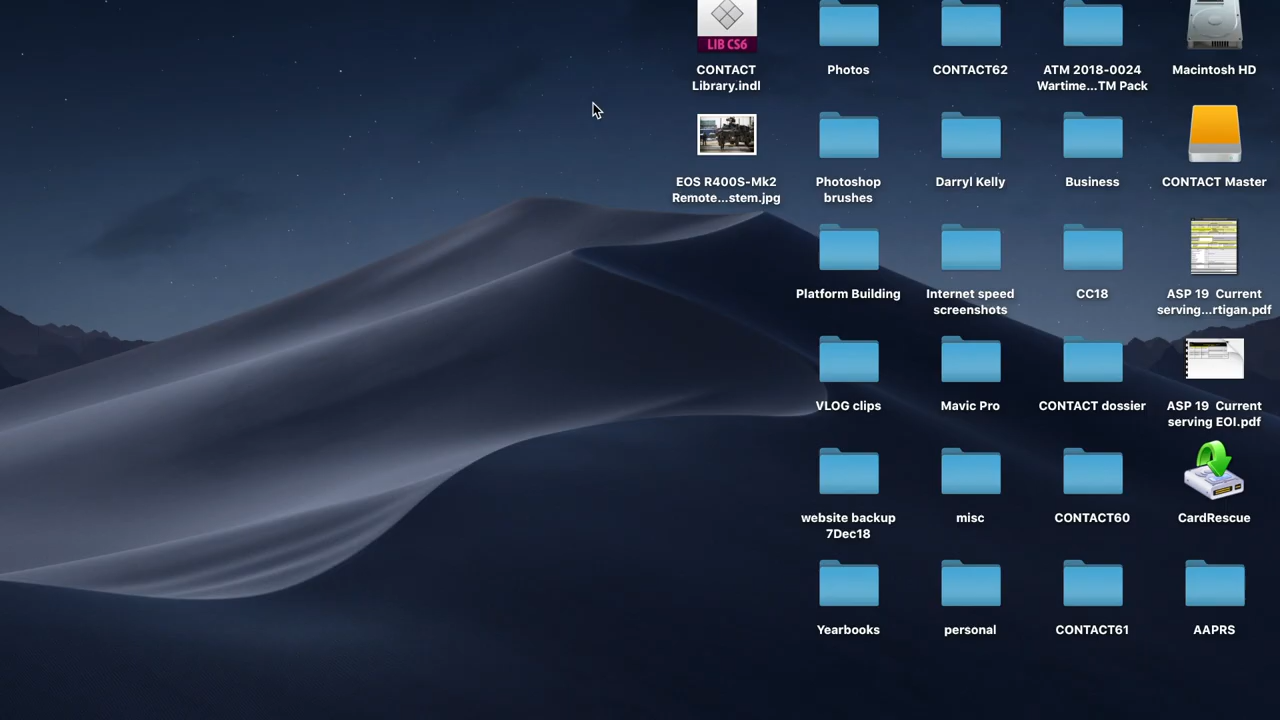 LIB CS6
CONTACT
Library.indl
Photos
CONTACT62
ATM 2018-0024
Wartime...TM Pack
Macintosh HD
EOS R400S-Mk2
Remote...stem.jpg
Photoshop
brushes
Darryl Kelly
Business
CONTACT Master
Platform Building
Internet speed
screenshots
CC18
ASP 19 Current
serving...rtigan.pdf
VLOG clips
Mavic Pro
CONTACT dossier
ASP 19 Current
serving EOI.pdf
website backup
7Dec18
misc
CONTACT60
CardRescue
Yearbooks
personal
CONTACT61
AAPRS